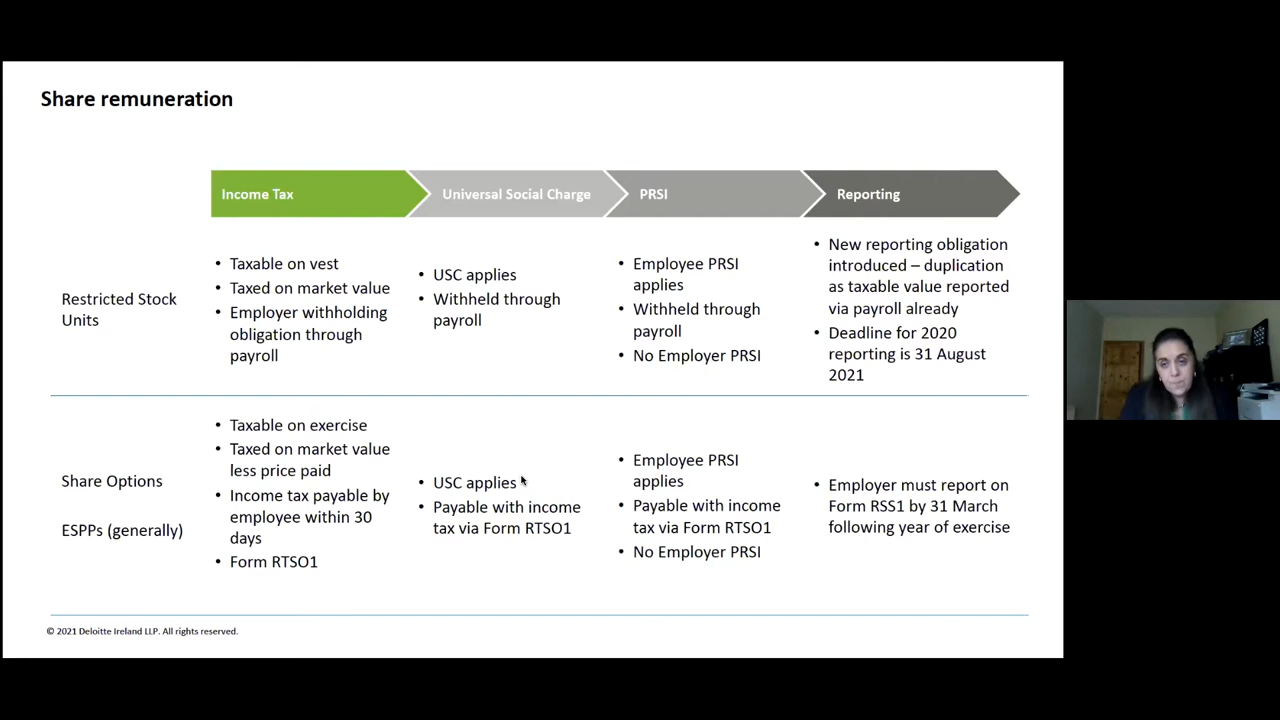 Share remuneration
Income Tax
Universal Social Charge
PRSI
Reporting
Restricted Stock
Units
• Taxable on vest
• Taxed on market value
• Employer withholding
obligation through
payroll
• USC applies
• Withheld through
payroll
• Employee PRSI
applies
• Withheld through
payroll
• No Employer PRSI
• New reporting obligation
introduced – duplication
as taxable value reported
via payroll already
• Deadline for 2020
reporting is 31 August
2021
Share Options
ESPPs (generally)
• Taxable on exercise
• Taxed on market value
less price paid
• Income tax payable by
employee within 30
days
• Form RTSO1
• USC applies
• Payable with income
tax via Form RTSO1
• Employee PRSI
applies
• Payable with income
tax via Form RTSO1
• No Employer PRSI
• Employer must report on
Form RSS1 by 31 March
following year of exercise
© 2021 Deloitte Ireland LLP. All rights reserved.